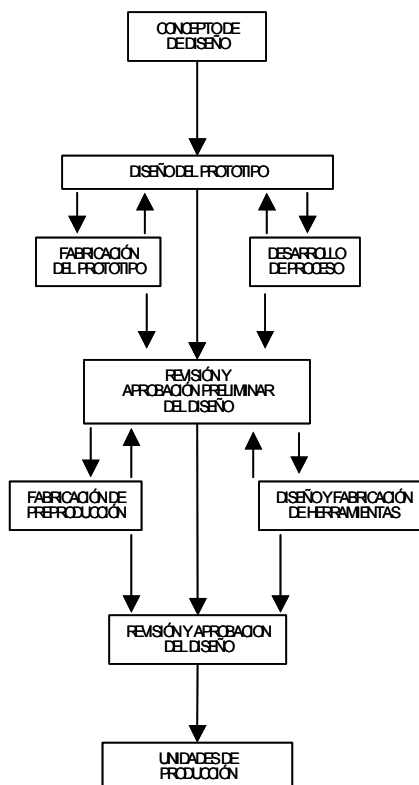 CONCEPTO DE
DE DISEÑO
DISEÑO DEL PROTOTIPO
FABRICACIÓN
DEL PROTOTIPO
DESARROLLO
DE PROCESO
REVISIÓN Y
APROBACIÓN PRELIMINAR
DEL DISEÑO
FABRICACIÓN DE
PREPRODUCCIÓN
DISEÑO Y FABRICACIÓN
DE HERRAMIENTAS
REVISIÓN Y APROBACION
DEL DISEÑO
UNIDADES DE
PRODUCCIÓN